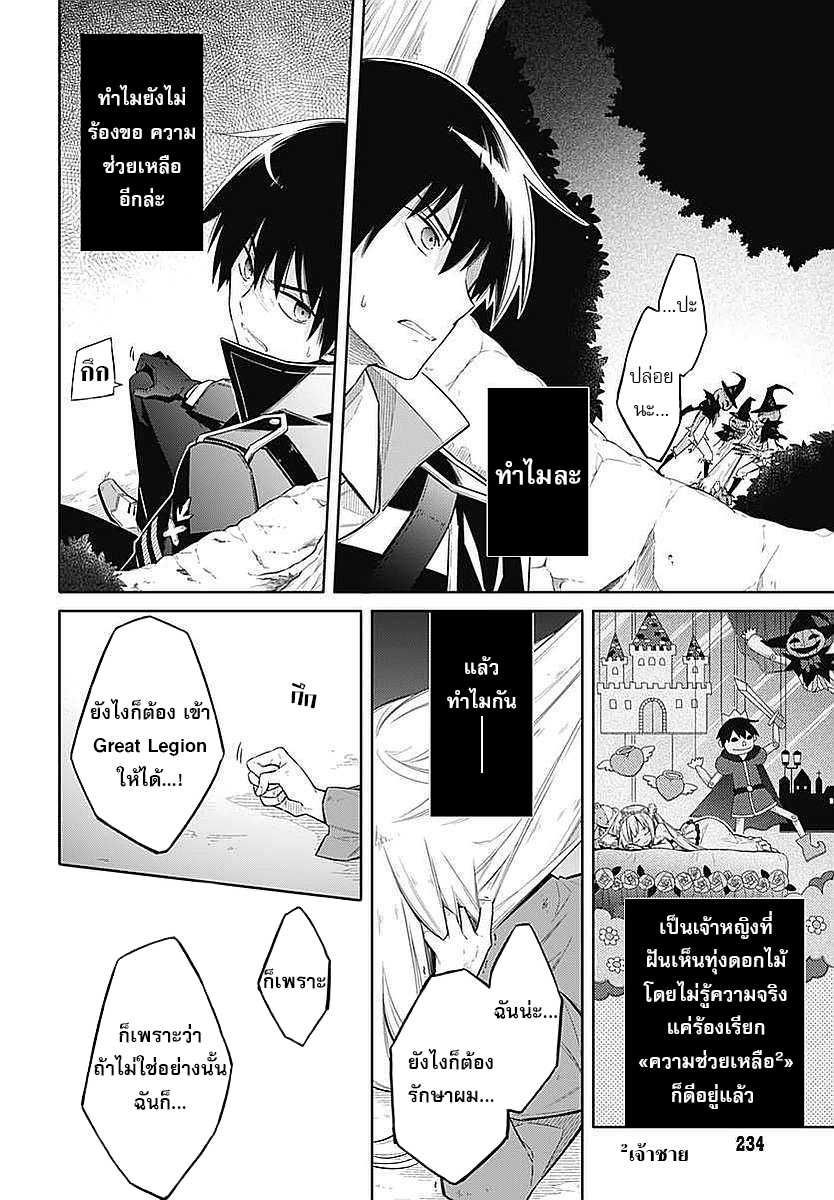 ...ปะ
ปล่อย
นะ...
ทำไมละ
ทำไมยังไม่
ร้องขอ ความ
ช่วยเหลือ
อีกล่ะ
กึก
เป็นเจ้าหญิงที่
ฝันเห็นทุ่งดอกไม้
โดยไม่รู้ความจริง
แค่ร้องเรียก
«ความช่วยเหลือ²»
ก็ดีอยู่แล้ว
แล้ว
ทำไมกัน
—
ฉันน่ะ...
ยังไงก็ต้อง
รักษาผม...
กึก
ยังไงก็ต้อง เข้า
Great Legion
ให้ได้...!
ก็เพราะ
ก็เพราะว่า
ถ้าไม่ใช่อย่างนั้น
ฉันก็...
234
²เจ้าชาย